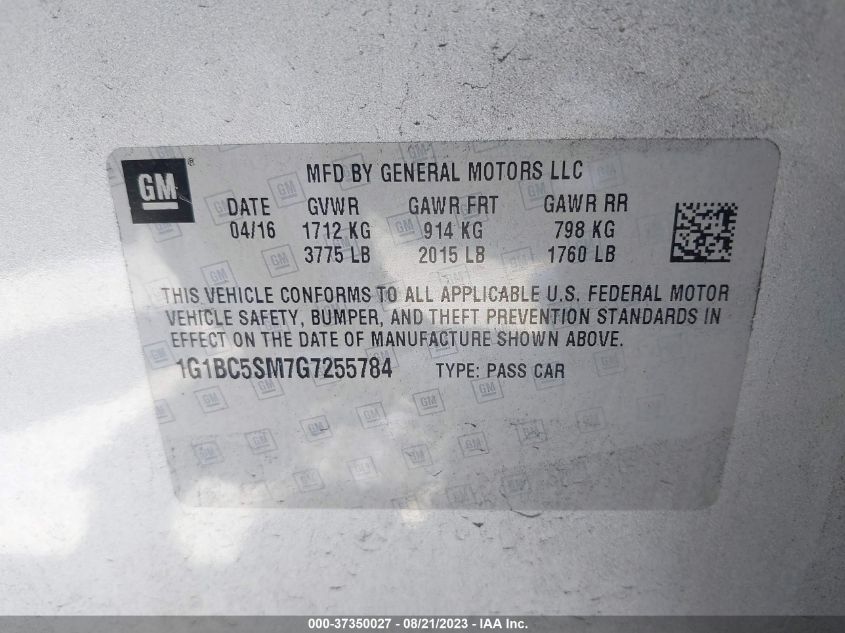 GM ®
MFD BY GENERAL MOTORS LLC
DATE GVWR GAWR FRT GAWR RR
04/16 1712 KG 914 KG 798 KG
3775 LB 2015 LB 1760 LB
THIS VEHICLE CONFORMS TO ALL APPLICABLE U.S. FEDERAL MOTOR
VEHICLE SAFETY, BUMPER, AND THEFT PREVENTION STANDARDS IN
EFFECT ON THE DATE OF MANUFACTURE SHOWN ABOVE.
1G1BC5SM7G7255784 TYPE: PASS CAR
000-37350027 - 08/21/2023 - IAA Inc.